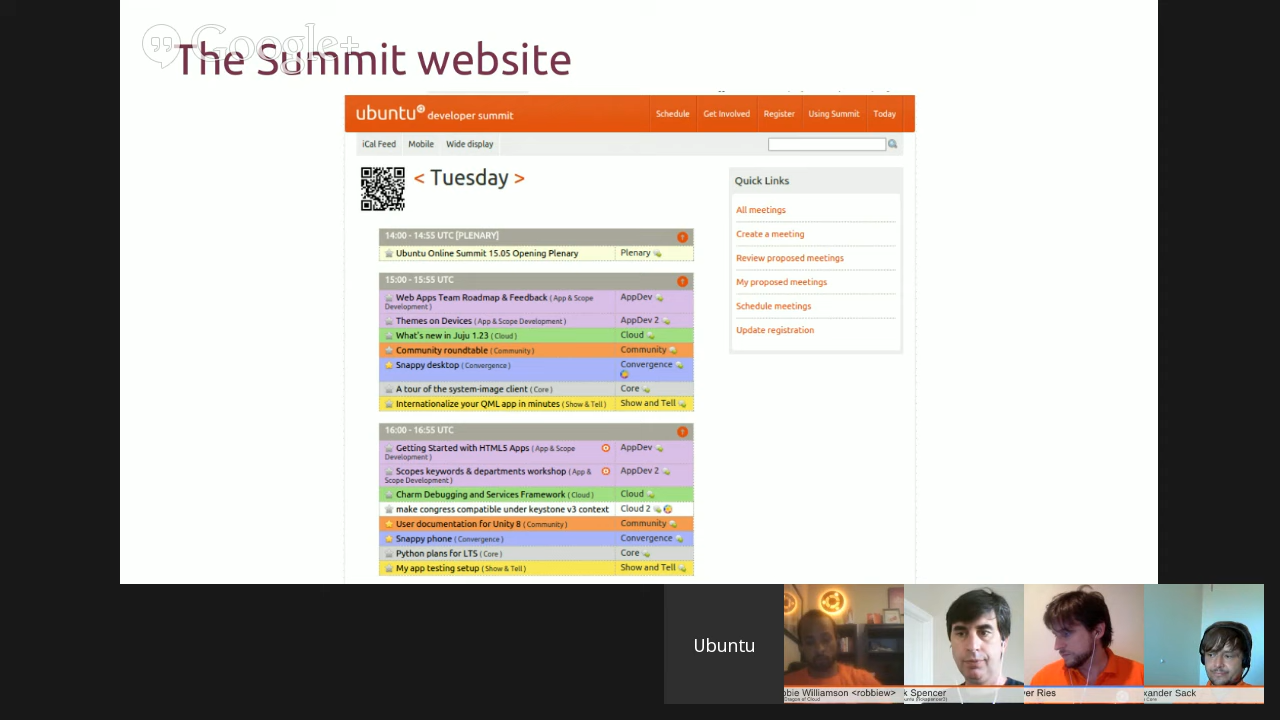 Google+
The Summit website
ubuntu developer summit
Schedule
Get Involved
Register
Using Summit
Today
iCal Feed
Mobile
Wide display
< Tuesday >
14:00 - 14:55 UTC [PLENARY]
Ubuntu Online Summit 15.05 Opening Plenary Plenary
15:00 - 15:55 UTC
Web Apps Team Roadmap & Feedback ( App & Scope AppDev
Development )
Themes on Devices ( App & Scope Development ) AppDev 2
What's new in Juju 1.23 ( Cloud ) Cloud
Community roundtable ( Community ) Community
Snappy desktop ( Convergence ) Convergence
A tour of the system-image client ( Core ) Core
Internationalize your QML app in minutes ( Show & Tell ) Show and Tell
16:00 - 16:55 UTC
Getting Started with HTML5 Apps ( App & Scope AppDev
Development )
Scopes keywords & departments workshop ( App & AppDev 2
Scope Development )
Charm Debugging and Services Framework ( Cloud ) Cloud
make congress compatible under keystone v3 context Cloud 2
User documentation for Unity 8 ( Community ) Community
Snappy phone ( Convergence ) Convergence
Python plans for LTS ( Core ) Core
My app testing setup ( Show & Tell ) Show and Tell
Quick Links
All meetings
Create a meeting
Review proposed meetings
My proposed meetings
Schedule meetings
Update registration
Ubuntu
bbie Williamson <robbiew>
k Spencer
ver Ries
xander Sack